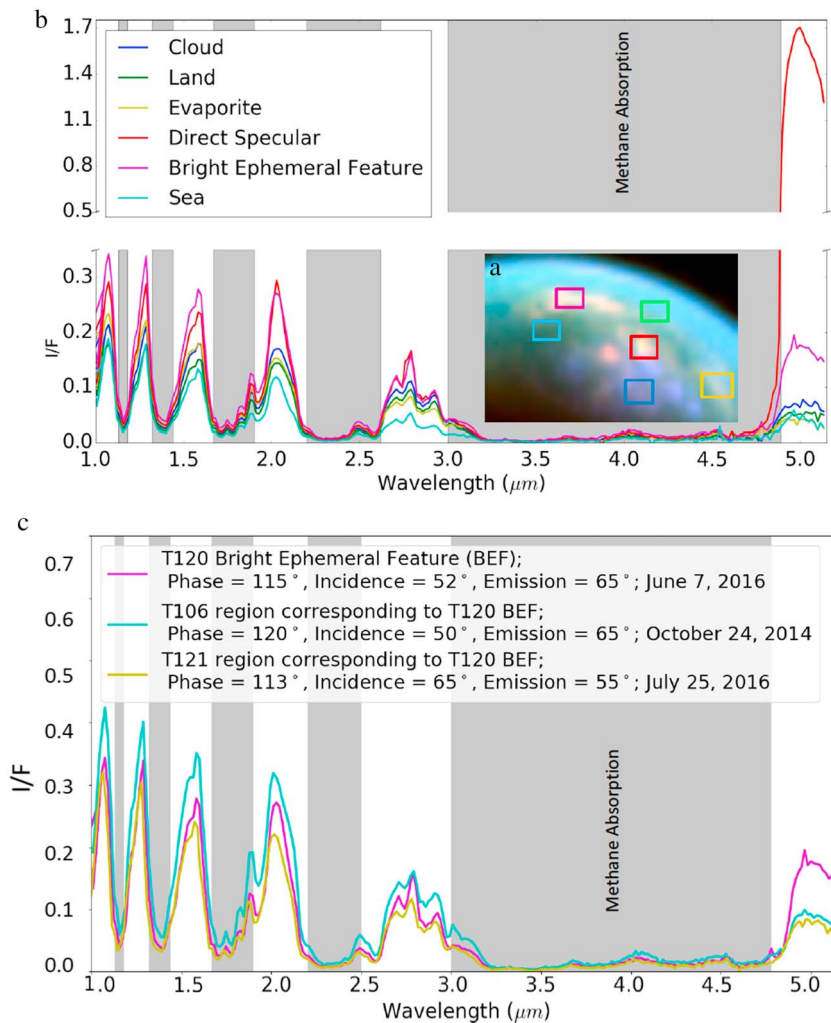 b
1.7
1.4
1.1
0.8
0.5
Cloud
Land
Evaporite
Direct Specular
Bright Ephemeral Feature
Sea
Methane Absorption
0.3
0.2
0.1
0.0
I/F
a
1.0 1.5 2.0 2.5 3.0 3.5 4.0 4.5 5.0
Wavelength (μm)
c
0.7
0.6
0.5
0.4
0.3
0.2
0.1
0.0
I/F
T120 Bright Ephemeral Feature (BEF);
Phase = 115°, Incidence = 52°, Emission = 65°; June 7, 2016
T106 region corresponding to T120 BEF;
Phase = 120°, Incidence = 50°, Emission = 65°; October 24, 2014
T121 region corresponding to T120 BEF;
Phase = 113°, Incidence = 65°, Emission = 55°; July 25, 2016
Methane Absorption
1.0 1.5 2.0 2.5 3.0 3.5 4.0 4.5 5.0
Wavelength (μm)